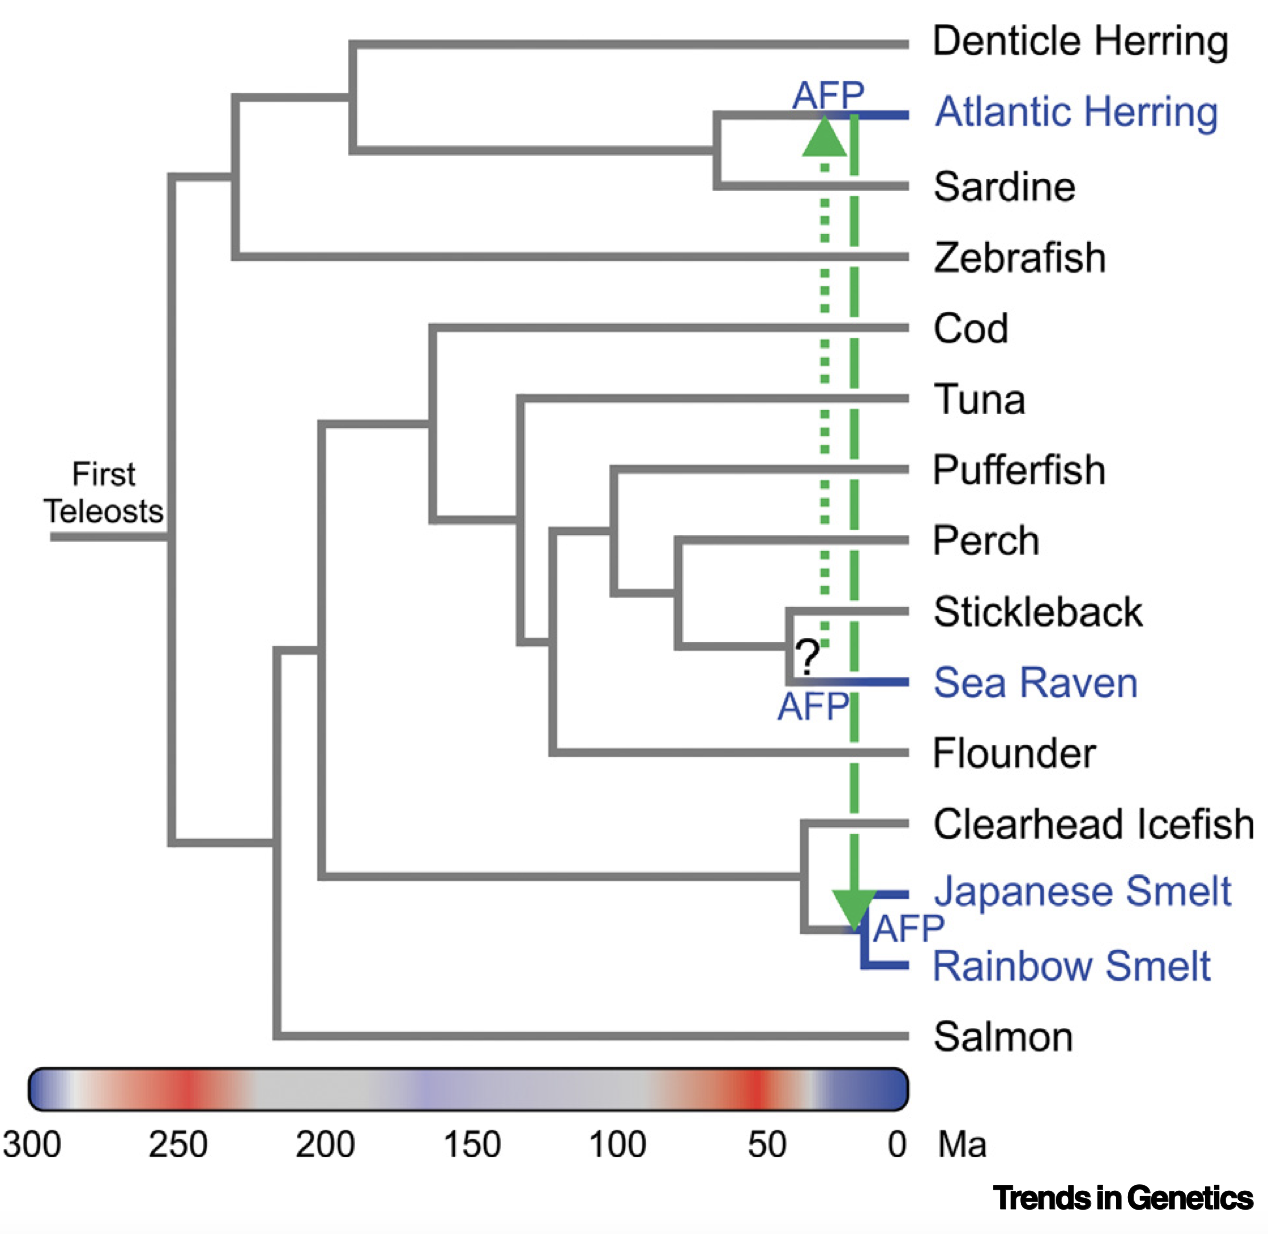 Denticle Herring
AFP
Atlantic Herring
Sardine
Zebrafish
Cod
Tuna
First
Teleosts
Pufferfish
Perch
Stickleback
?
Sea Raven
AFP
Flounder
Clearhead Icefish
Japanese Smelt
AFP
Rainbow Smelt
Salmon
300 250 200 150 100 50 0 Ma
Trends in Genetics